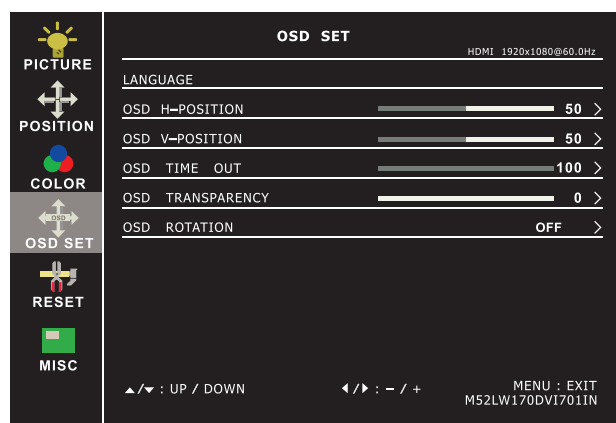 OSD SET
HDMI 1920x1080@60.0Hz
PICTURE
POSITION
COLOR
OSD
OSD SET
RESET
MISC
LANGUAGE
OSD H-POSITION 50 >
OSD V-POSITION 50 >
OSD TIME OUT 100 >
OSD TRANSPARENCY 0 >
OSD ROTATION OFF >
▲/▼ : UP / DOWN ◀/▶ : - / + MENU : EXIT
M52LW170DVI701IN